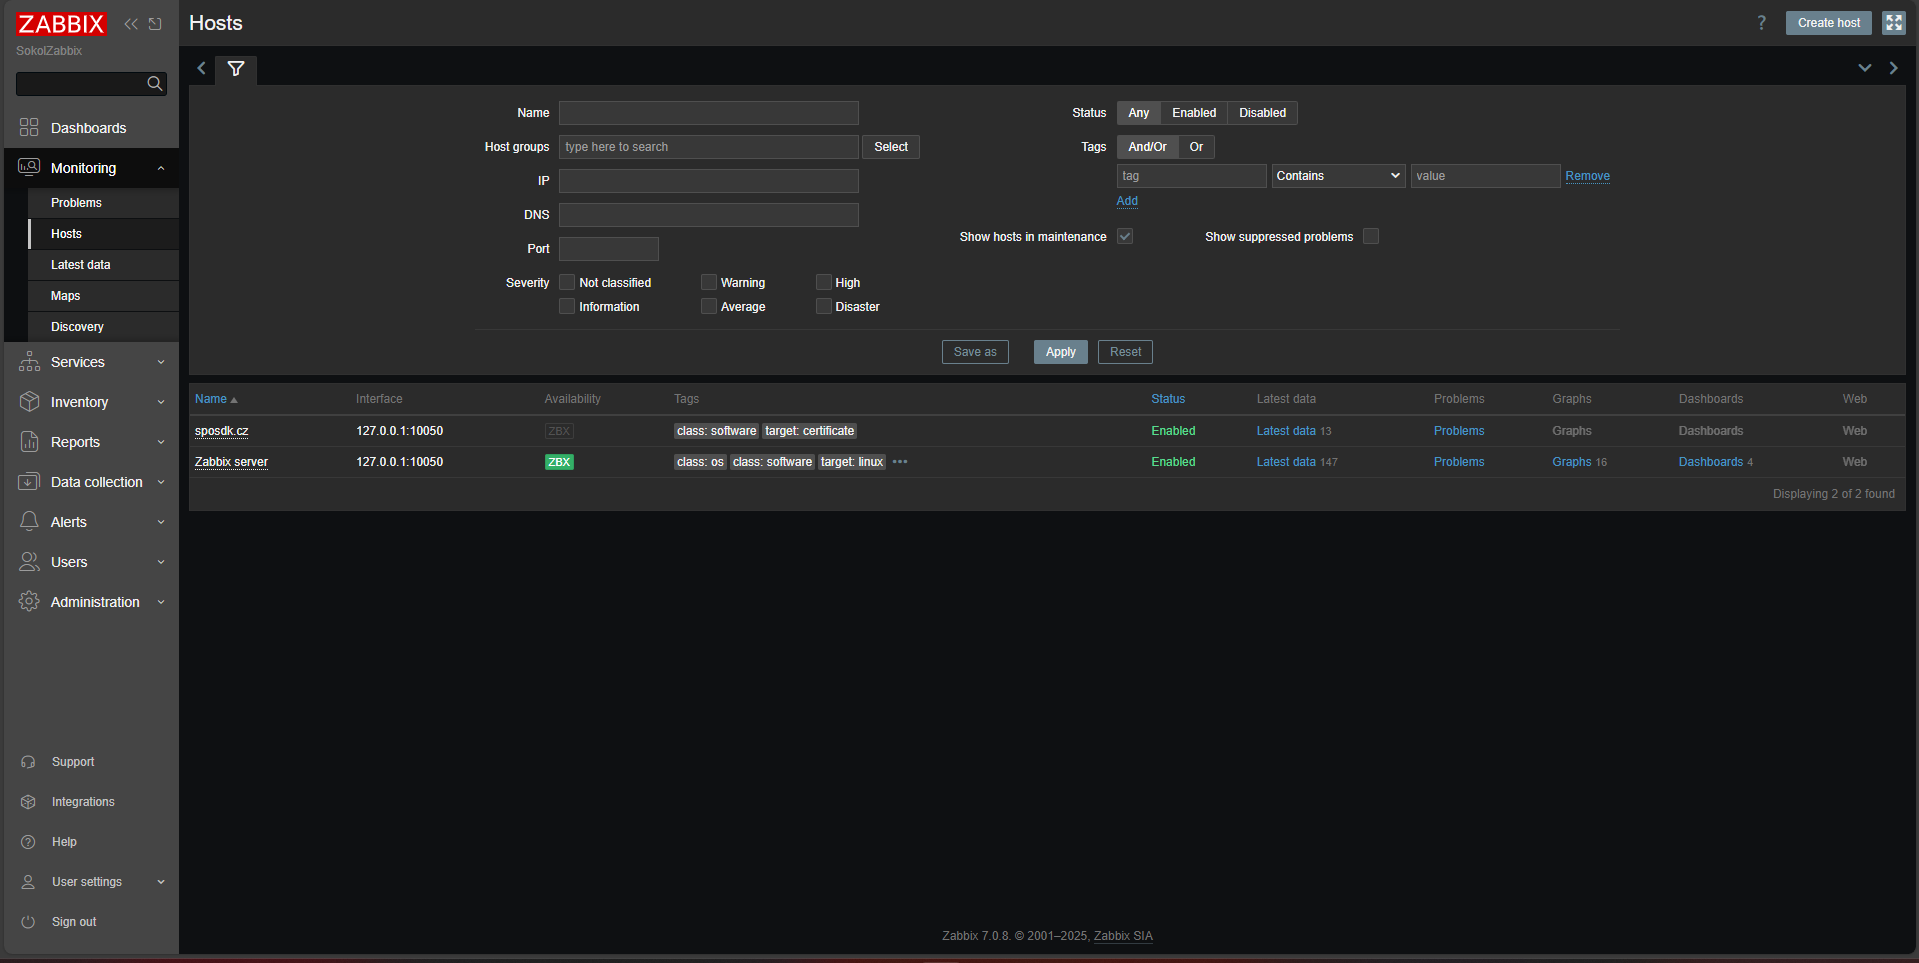 ZABBIX
SokolZabbix
Dashboards
Monitoring
Problems
Hosts
Latest data
Maps
Discovery
Services
Inventory
Reports
Data collection
Alerts
Users
Administration
Support
Integrations
Help
User settings
Sign out
Hosts
? Create host
Name
Host groups type here to search Select
IP
DNS
Port
Severity Not classified Warning High
Information Average Disaster
Status Any Enabled Disabled
Tags And/Or Or
tag Contains value Remove
Add
Show hosts in maintenance Show suppressed problems
Save as Apply Reset
Name Interface Availability Tags Status Latest data Problems Graphs Dashboards Web
sposdk.cz 127.0.0.1:10050 ZBX class: software target: certificate Enabled Latest data 13 Problems Graphs Dashboards Web
Zabbix server 127.0.0.1:10050 ZBX class: os class: software target: linux ••• Enabled Latest data 147 Problems Graphs 16 Dashboards 4 Web
Displaying 2 of 2 found
Zabbix 7.0.8. © 2001–2025, Zabbix SIA